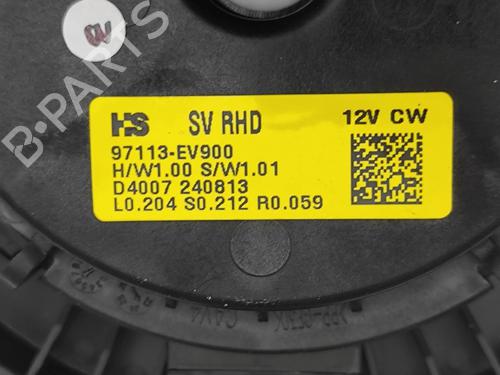 B-PARTS
HS SV RHD 12V CW
97113-EV900
H/W1.00 S/W1.01
D4007 240813
L0.204 S0.212 R0.059